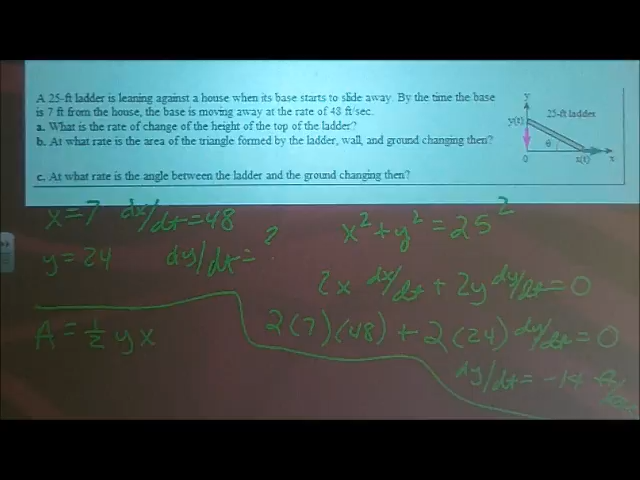 A 25-ft ladder is leaning against a house when its base starts to slide away. By the time the base
is 7 ft from the house, the base is moving away at the rate of 48 ft/sec.
a. What is the rate of change of the height of the top of the ladder?
b. At what rate is the area of the triangle formed by the ladder, wall, and ground changing then?
c. At what rate is the angle between the ladder and the ground changing then?
y
y(t)
25-ft ladder
θ
0
x(t)
x
x=7 dx/dt=48
y=24 dy/dt=?
x²+y²=25²
2x dx/dt + 2y dy/dt=0
2(7)(48) + 2(24) dy/dt=0
dy/dt=-14 ft/sec
A=½yx